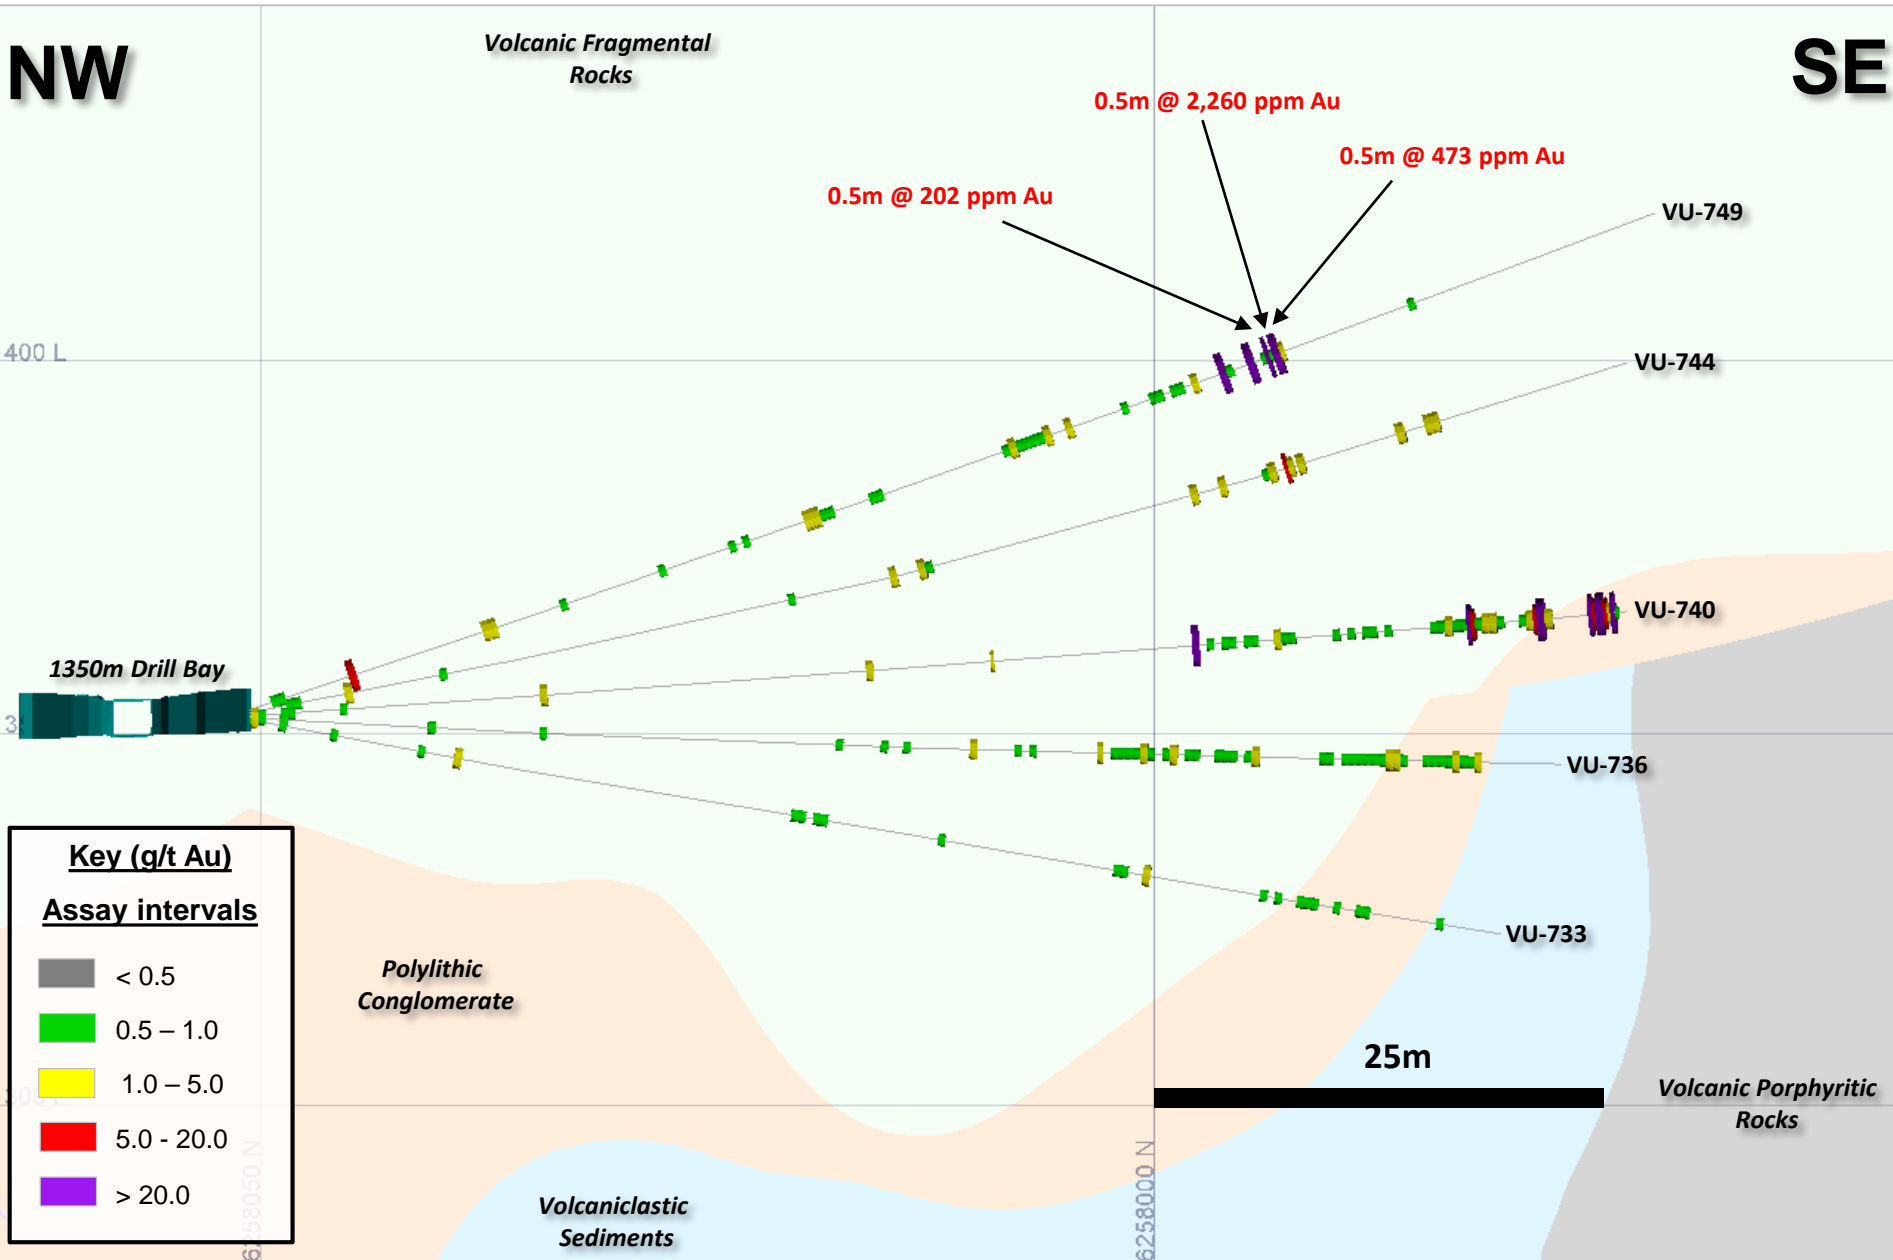 NW
Volcanic Fragmental
Rocks
SE
0.5m @ 2,260 ppm Au
0.5m @ 473 ppm Au
0.5m @ 202 ppm Au
VU-749
400 L
VU-744
VU-740
1350m Drill Bay
VU-736
VU-733
Key (g/t Au)
Assay intervals
< 0.5
0.5 – 1.0
1.0 – 5.0
5.0 - 20.0
> 20.0
Polylithic
Conglomerate
25m
300 L
Volcanic Porphyritic
Rocks
6258050 N
6258000 N
Volcaniclastic
Sediments